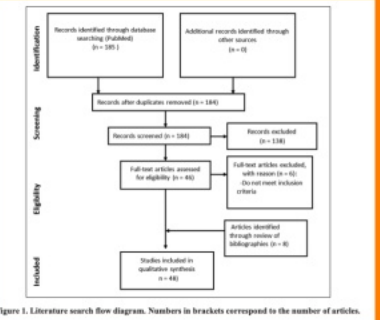 Identification
Records identified through database
searching (PubMed)
(n = 185 )
Additional records identified through
other sources
(n = 0)
Records after duplicates removed (n = 184)
Screening
Records screened (n = 184)
Records excluded
(n = 138)
Eligibility
Full-text articles assessed
for eligibility (n = 46)
Full-text articles excluded,
with reason (n = 6):
-Do not meet inclusion
criteria
Articles identified
through review of
bibliographies (n = 8)
Included
Studies included in
qualitative synthesis
n = 48)
igure 1. Literature search flow diagram. Numbers in brackets correspond to the number of articles.